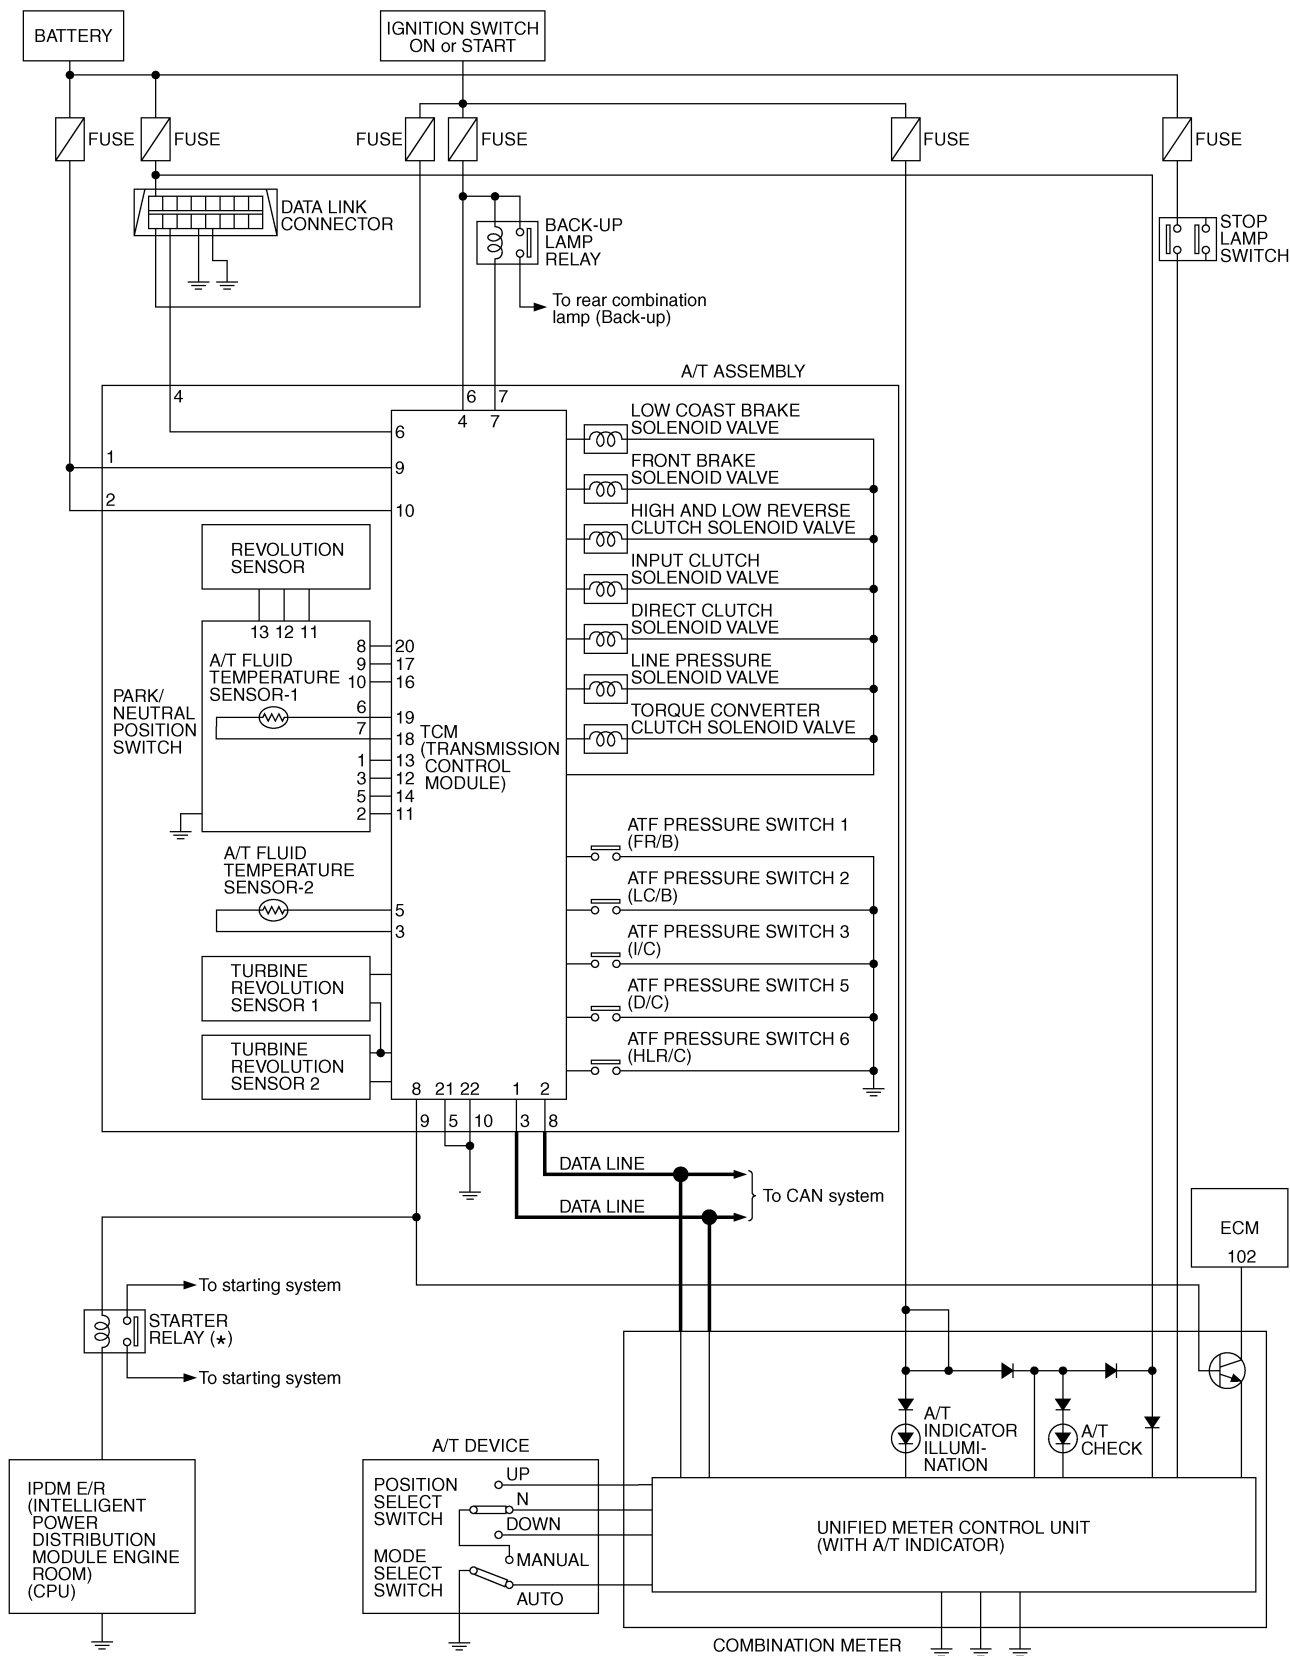 BATTERY
IGNITION SWITCH
ON or START
FUSE
FUSE
FUSE
FUSE
FUSE
FUSE
DATA LINK
CONNECTOR
BACK-UP
LAMP
RELAY
STOP
LAMP
SWITCH
To rear combination
lamp (Back-up)
A/T ASSEMBLY
4
6
7
4
7
6
1
9
2
10
LOW COAST BRAKE
SOLENOID VALVE
FRONT BRAKE
SOLENOID VALVE
HIGH AND LOW REVERSE
CLUTCH SOLENOID VALVE
INPUT CLUTCH
SOLENOID VALVE
DIRECT CLUTCH
SOLENOID VALVE
LINE PRESSURE
SOLENOID VALVE
TORQUE CONVERTER
CLUTCH SOLENOID VALVE
REVOLUTION
SENSOR
13 12 11
8 20
9 17
10 16
A/T FLUID
TEMPERATURE
SENSOR-1
6 19
7 18
1 13
3 12
5 14
2 11
PARK/
NEUTRAL
POSITION
SWITCH
TCM
(TRANSMISSION
CONTROL
MODULE)
A/T FLUID
TEMPERATURE
SENSOR-2
5
3
ATF PRESSURE SWITCH 1
(FR/B)
ATF PRESSURE SWITCH 2
(LC/B)
ATF PRESSURE SWITCH 3
(I/C)
ATF PRESSURE SWITCH 5
(D/C)
ATF PRESSURE SWITCH 6
(HLR/C)
TURBINE
REVOLUTION
SENSOR 1
TURBINE
REVOLUTION
SENSOR 2
8 21 22 1 2
9 5 10 3 8
DATA LINE
DATA LINE
To CAN system
ECM
102
To starting system
STARTER
RELAY (*)
To starting system
A/T
INDICATOR
ILLUMI-
NATION
A/T
CHECK
A/T DEVICE
POSITION
SELECT
SWITCH
UP
N
DOWN
MODE
SELECT
SWITCH
MANUAL
AUTO
IPDM E/R
(INTELLIGENT
POWER
DISTRIBUTION
MODULE ENGINE
ROOM)
(CPU)
UNIFIED METER CONTROL UNIT
(WITH A/T INDICATOR)
COMBINATION METER